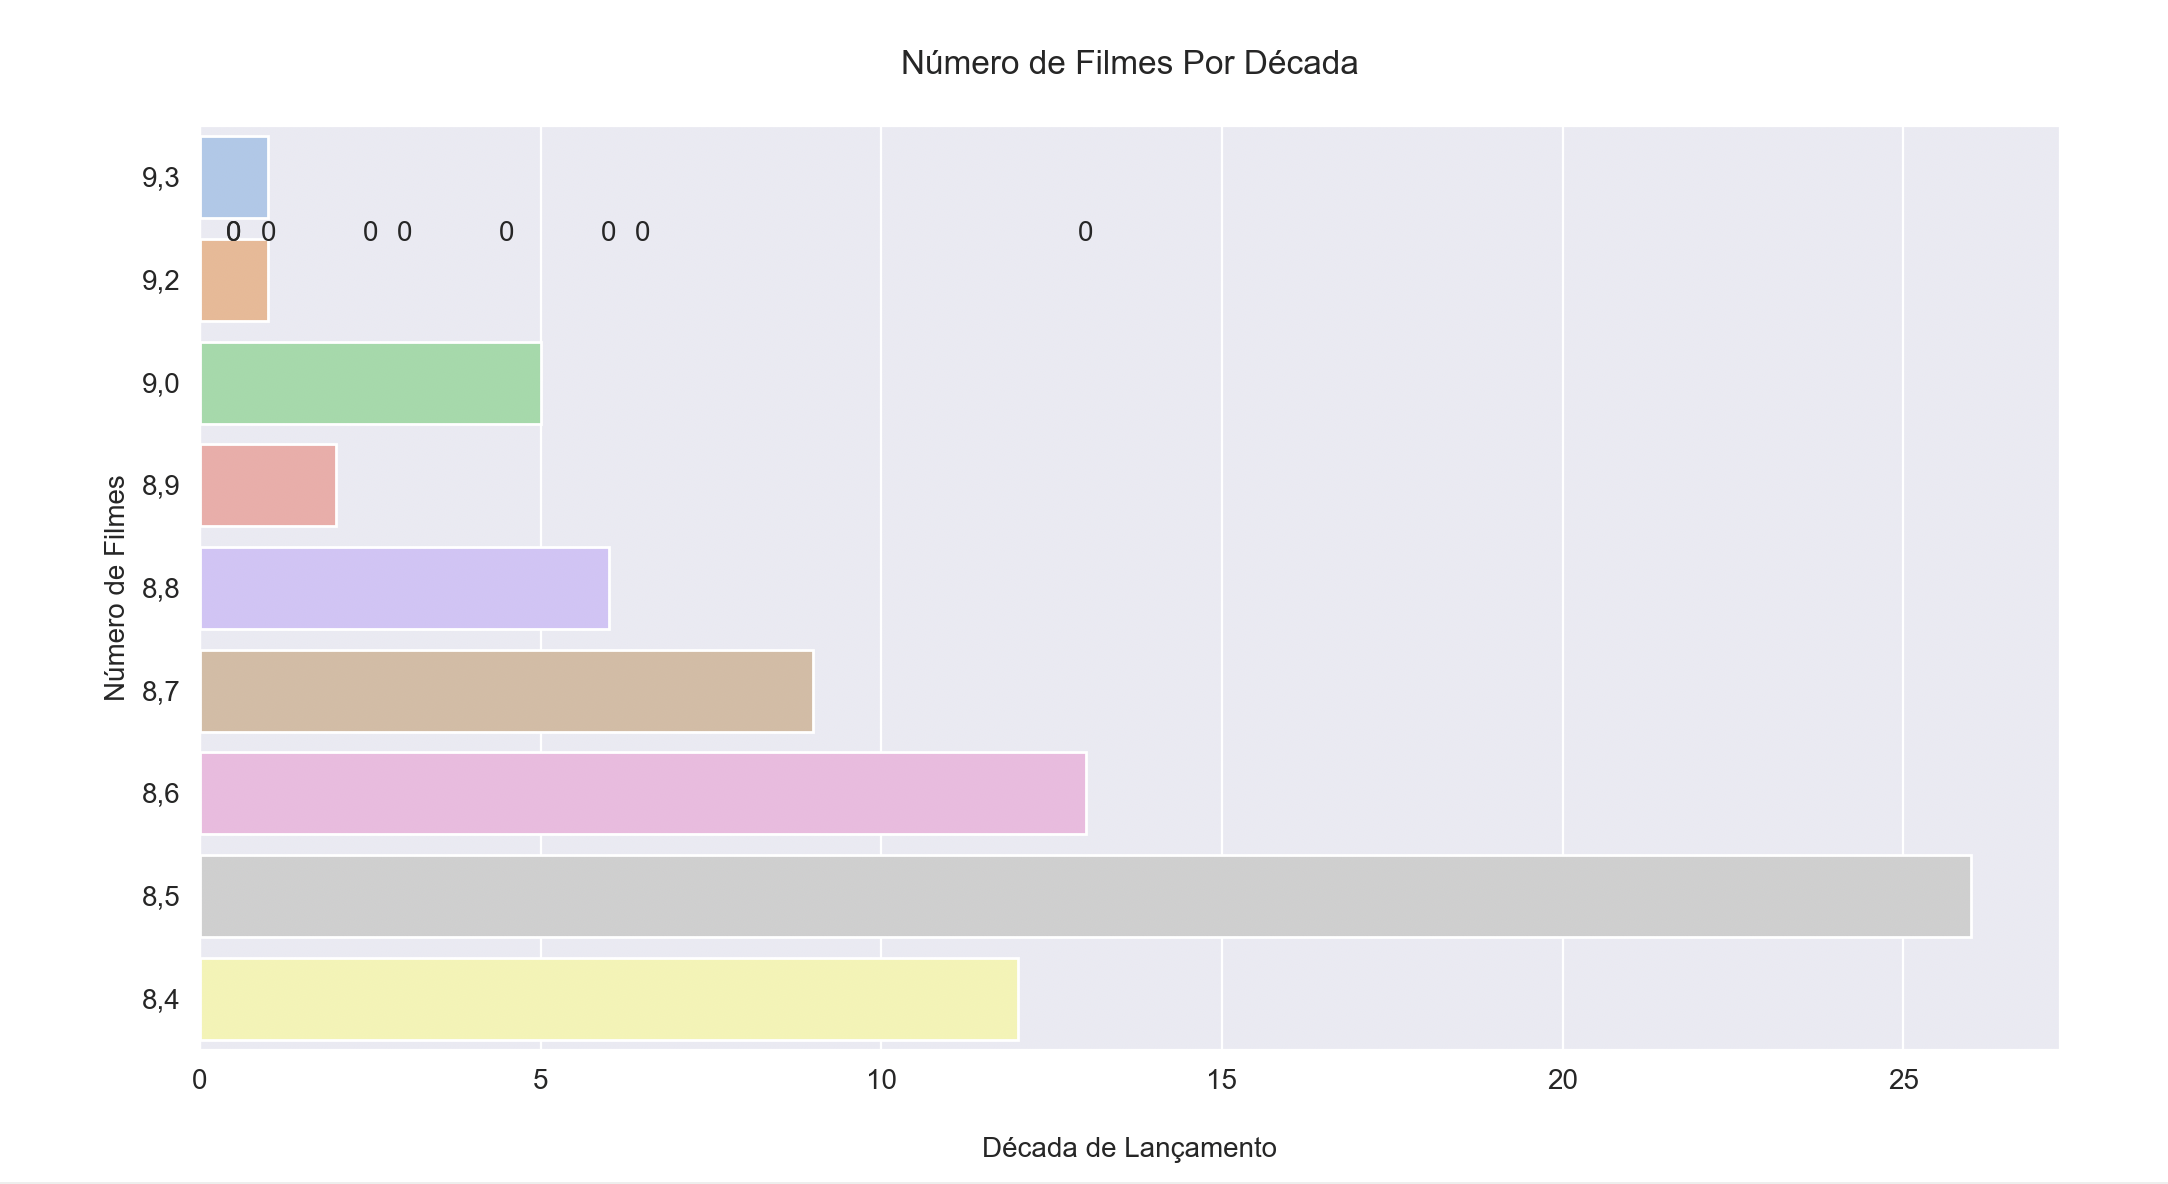 Número de Filmes Por Década
9,3
0 0 0 0 0 0 0 0
9,2
9,0
8,9
8,8
8,7
8,6
8,5
8,4
Número de Filmes
0 5 10 15 20 25
Década de Lançamento